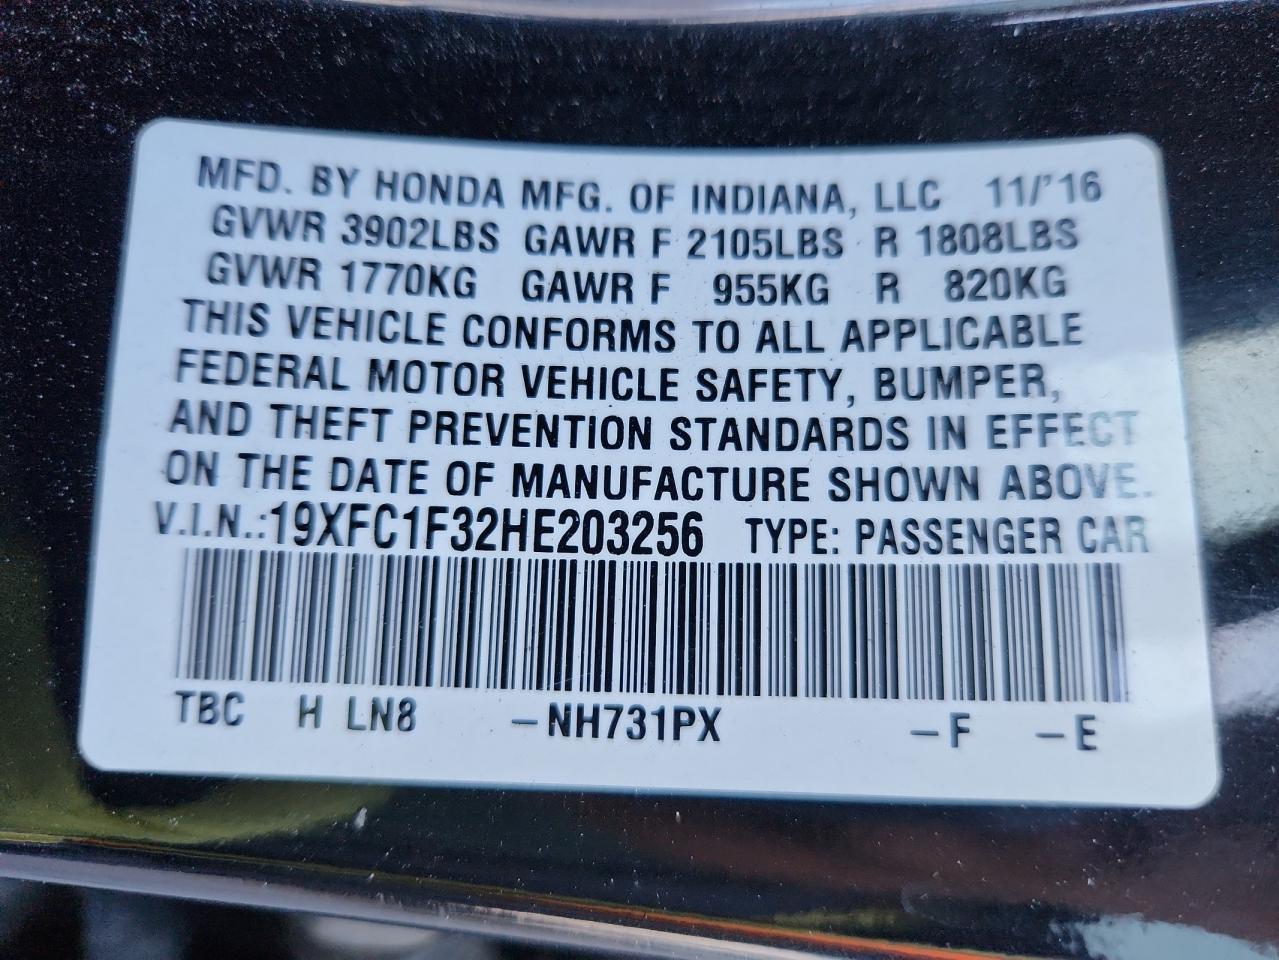 MFD. BY HONDA MFG. OF INDIANA, LLC 11/'16
GVWR 3902LBS GAWR F 2105LBS R 1808LBS
GVWR 1770KG GAWR F 955KG R 820KG
THIS VEHICLE CONFORMS TO ALL APPLICABLE
FEDERAL MOTOR VEHICLE SAFETY, BUMPER,
AND THEFT PREVENTION STANDARDS IN EFFECT
ON THE DATE OF MANUFACTURE SHOWN ABOVE.
V.I.N.:19XFC1F32HE203256 TYPE: PASSENGER CAR
TBC H LN8 –NH731PX –F –E